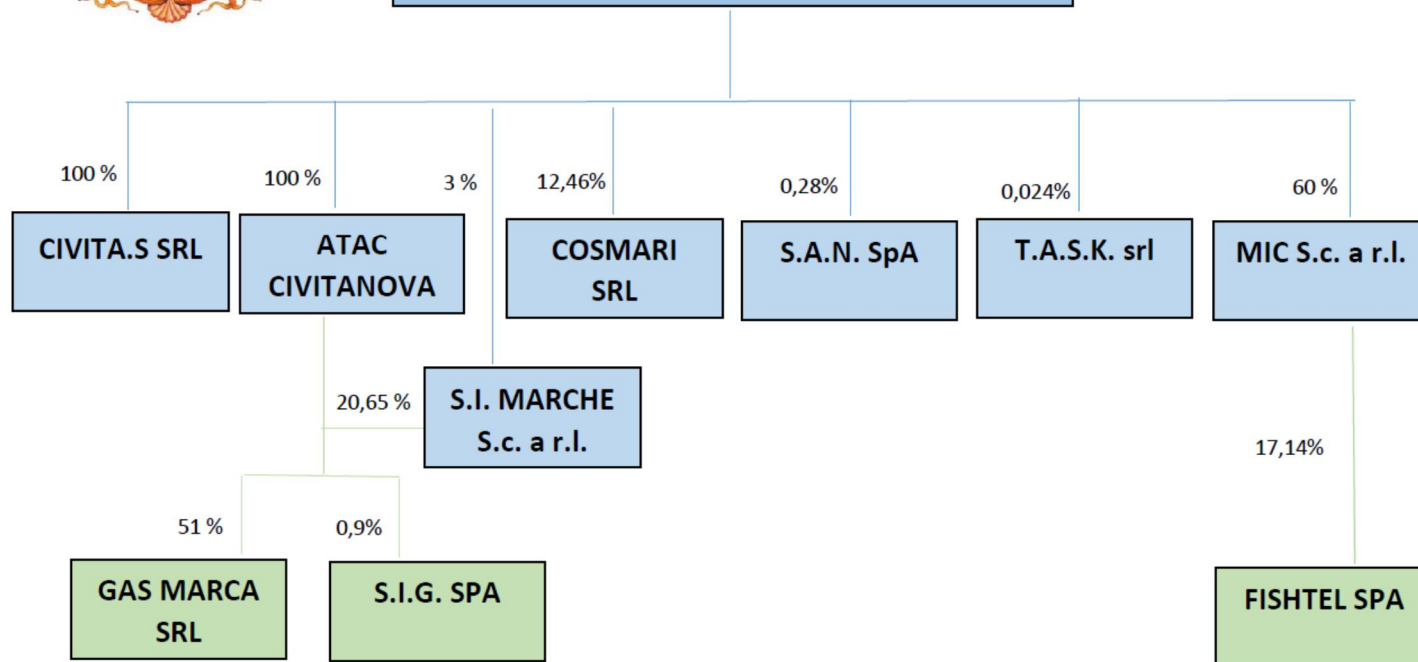 100 %
100 %
3 %
12,46%
0,28%
0,024%
60 %
CIVITA.S SRL
ATAC
CIVITANOVA
COSMARI
SRL
S.A.N. SpA
T.A.S.K. srl
MIC S.c. a r.l.
20,65 %
S.I. MARCHE
S.c. a r.l.
17,14%
51 %
0,9%
GAS MARCA
SRL
S.I.G. SPA
FISHTEL SPA